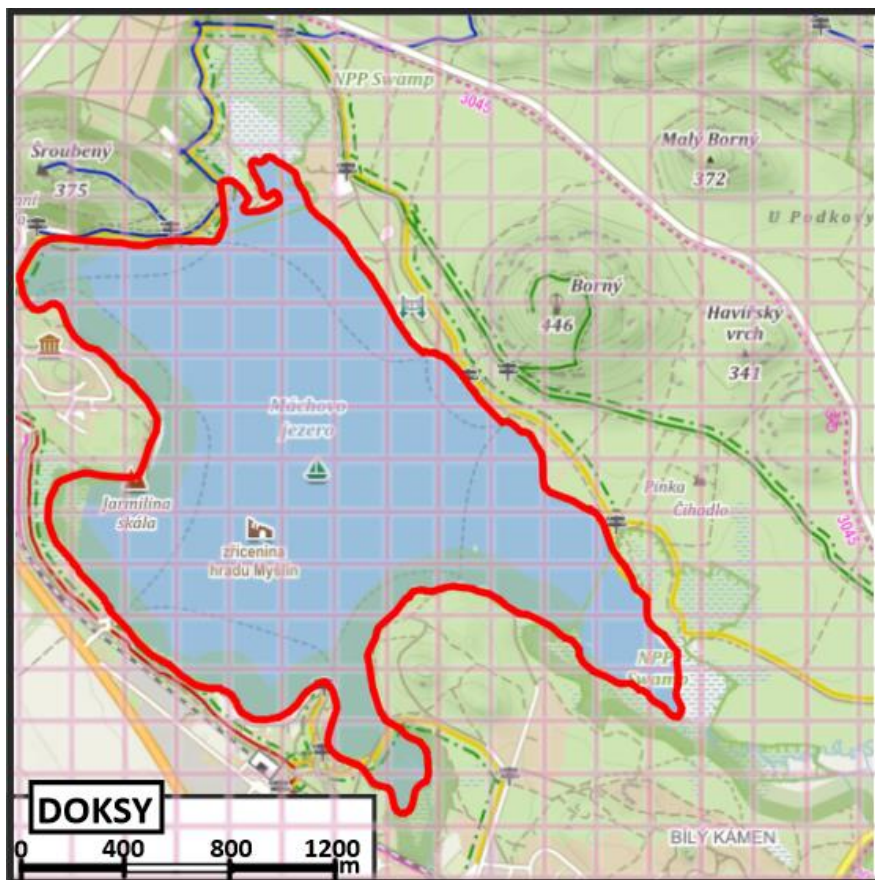 NPP Swamp
3045
Malý Borný
372
Šroubený
375
U Podkovy
Borný
446
Havířský
vrch
341
Máchovo
jezero
Jarmilina
skála
zřícenina
hradu Myšlín
Pínka
Čihadlo
3045
NPP
Swamp
DOKSY
0 400 800 1200
m
BÍLÝ KÁMEN